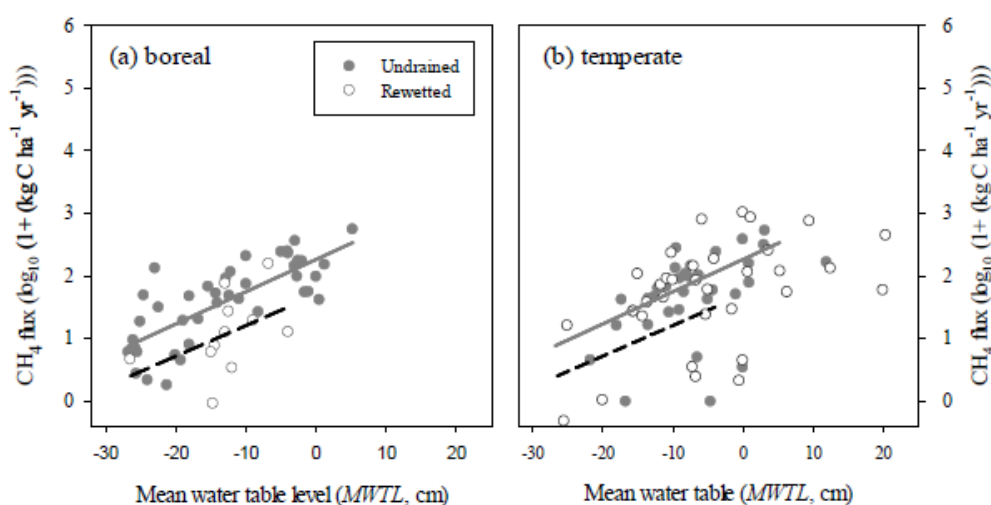 (a) boreal
Undrained
Rewetted
(b) temperate
CH4 flux (log10 (1+ (kg C ha-1 yr-1)))
6
5
4
3
2
1
0
-30 -20 -10 0 10 20
Mean water table level (MWTL, cm)
-30 -20 -10 0 10 20
Mean water table (MWTL, cm)
6
5
4
3
2
1
0
CH4 flux (log10 (1+ (kg C ha-1 yr-1)))